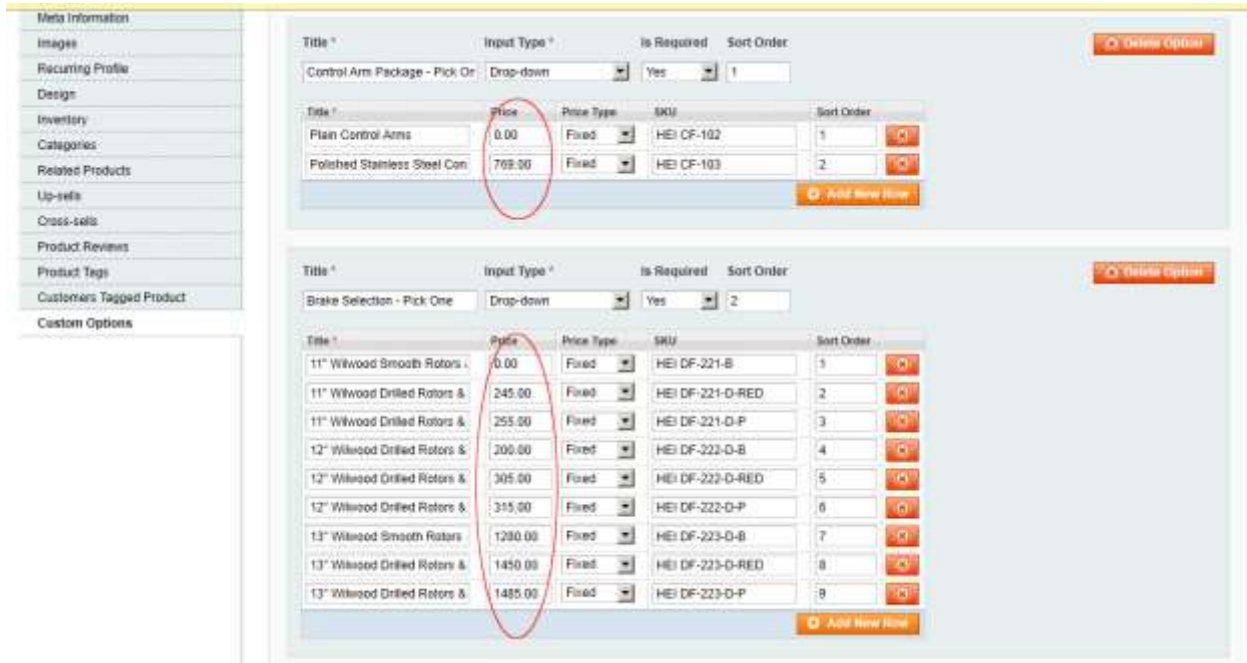 Meta Information
Images
Recurring Profile
Design
Inventory
Categories
Related Products
Up-sells
Cross-sells
Product Reviews
Product Tags
Customers Tagged Product
Custom Options
Title * Input Type * Is Required Sort Order Delete Option
Control Arm Package - Pick Or Drop-down Yes 1
Title * Price Price Type SKU Sort Order
Plain Control Arms 0.00 Fixed HEI CF-102 1
Polished Stainless Steel Con 769.00 Fixed HEI CF-103 2
Add New Row
Title * Input Type * Is Required Sort Order Delete Option
Brake Selection - Pick One Drop-down Yes 2
Title * Price Price Type SKU Sort Order
11" Wilwood Smooth Rotors 0.00 Fixed HEI DF-221-B 1
11" Wilwood Drilled Rotors & 245.00 Fixed HEI DF-221-D-RED 2
11" Wilwood Drilled Rotors & 255.00 Fixed HEI DF-221-D-P 3
12" Wilwood Drilled Rotors & 200.00 Fixed HEI DF-222-D-B 4
12" Wilwood Drilled Rotors & 305.00 Fixed HEI DF-222-D-RED 5
12" Wilwood Drilled Rotors & 315.00 Fixed HEI DF-222-D-P 6
13" Wilwood Smooth Rotors 1280.00 Fixed HEI DF-223-D-B 7
13" Wilwood Drilled Rotors & 1450.00 Fixed HEI DF-223-D-RED 8
13" Wilwood Drilled Rotors & 1485.00 Fixed HEI DF-223-D-P 9
Add New Row